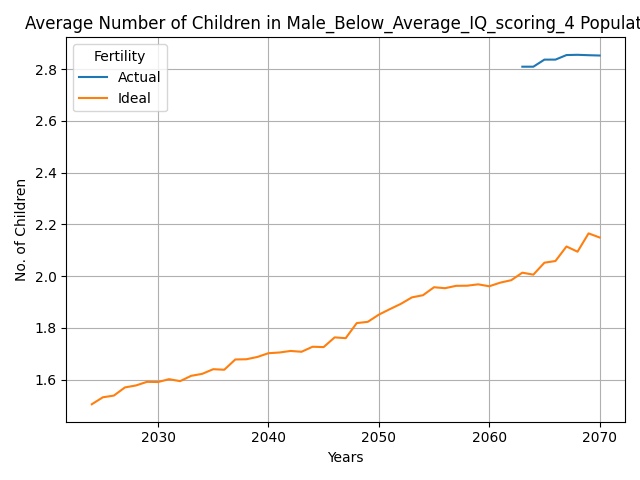 Average Number of Children in Male_Below_Average_IQ_scoring_4 Populat
Fertility
Actual
Ideal
2.8
2.6
2.4
2.2
2.0
1.8
1.6
No. of Children
2030
2040
2050
2060
2070
Years